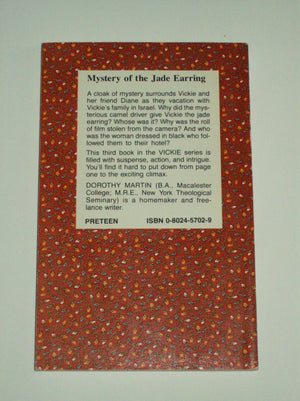 Mystery of the Jade Earring
A cloak of mystery surrounds Vickie and
her friend Diane as they vacation with
Vickie's family in Israel. Why did the mys-
terious camel driver give Vickie the jade
earring? Whose was it? Why was the roll
of film stolen from the camera? And who
was the woman dressed in black who fol-
lowed them to their hotel?
This third book in the VICKIE series is
filled with suspense, action, and intrigue.
You'll find it hard to put down from page
one to the exciting climax.
DOROTHY MARTIN (B.A., Macalester
College; M.R.E., New York Theological
Seminary) is a homemaker and free-
lance writer.
PRETEEN ISBN 0-8024-5702-9